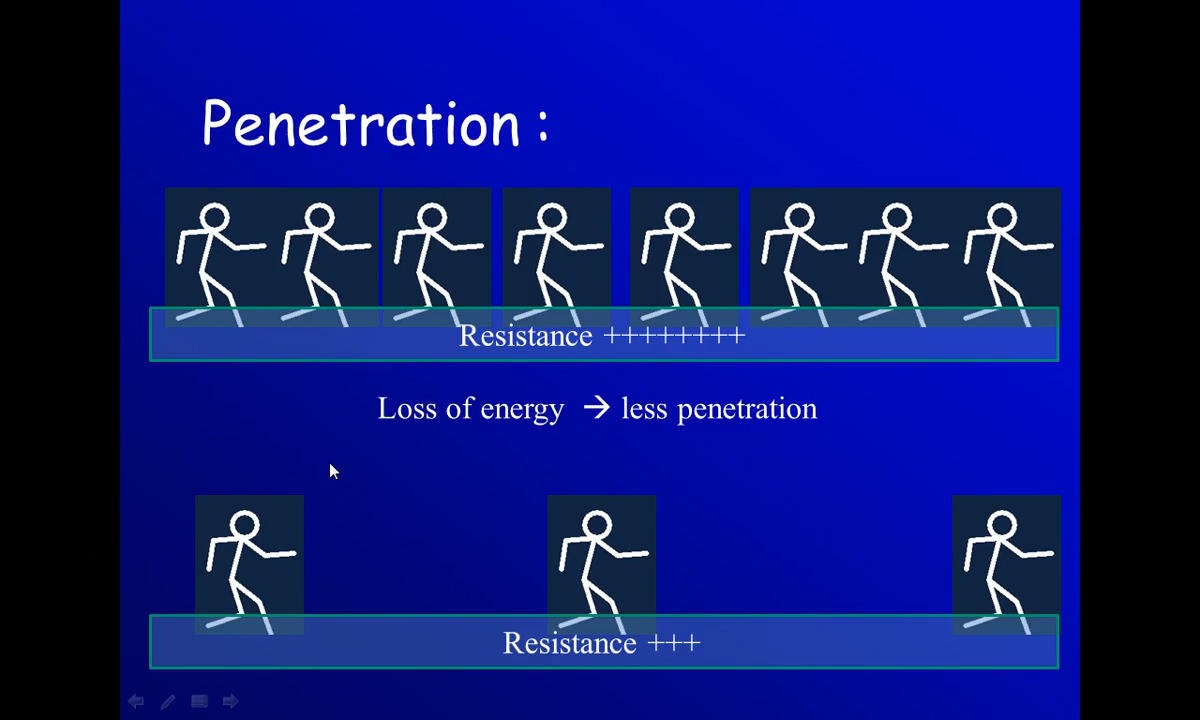 Penetration :
Resistance ++++++++
Loss of energy → less penetration
Resistance +++